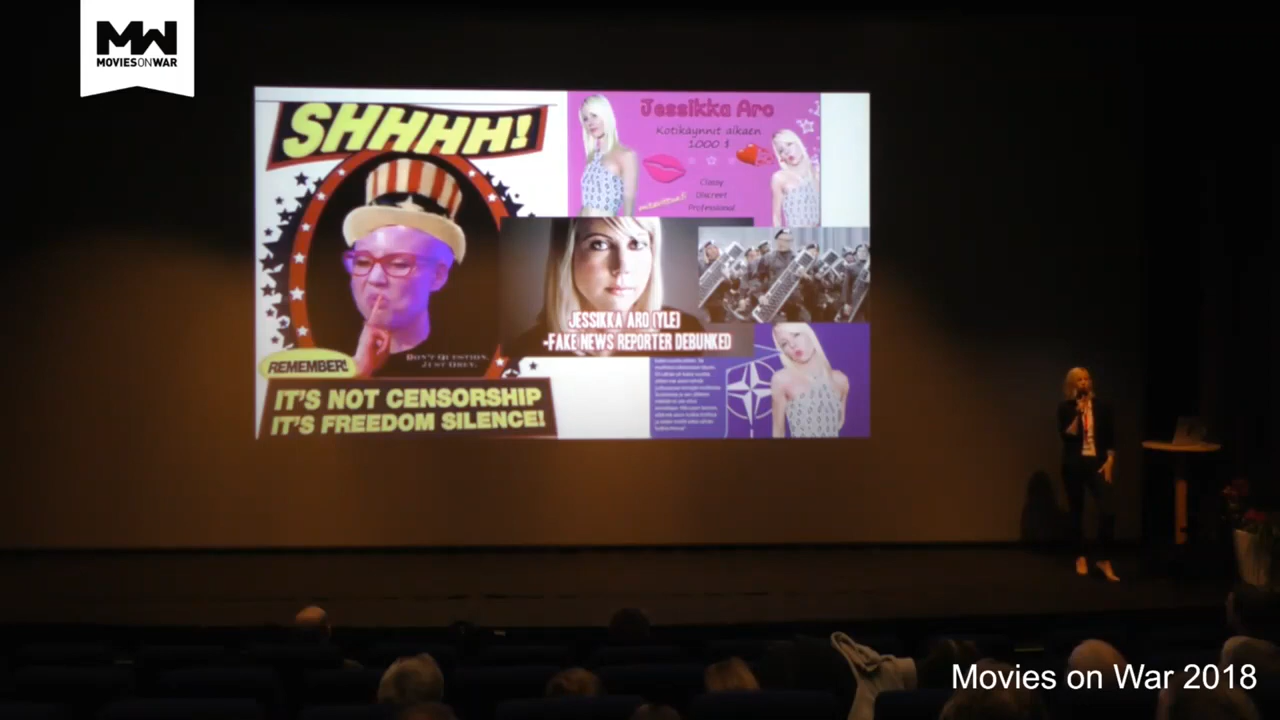 MW
MOVIESONWAR
SHHHH!
Jessikka Aro
Kotikäynnit alkaen
1000 $
Classy
Discreet
Professional
JESSIKKA ARO (YLE)
-FAKE NEWS REPORTER DEBUNKED
DON'T QUESTION.
JUST OBEY.
REMEMBER!
IT'S NOT CENSORSHIP
IT'S FREEDOM SILENCE!
Movies on War 2018